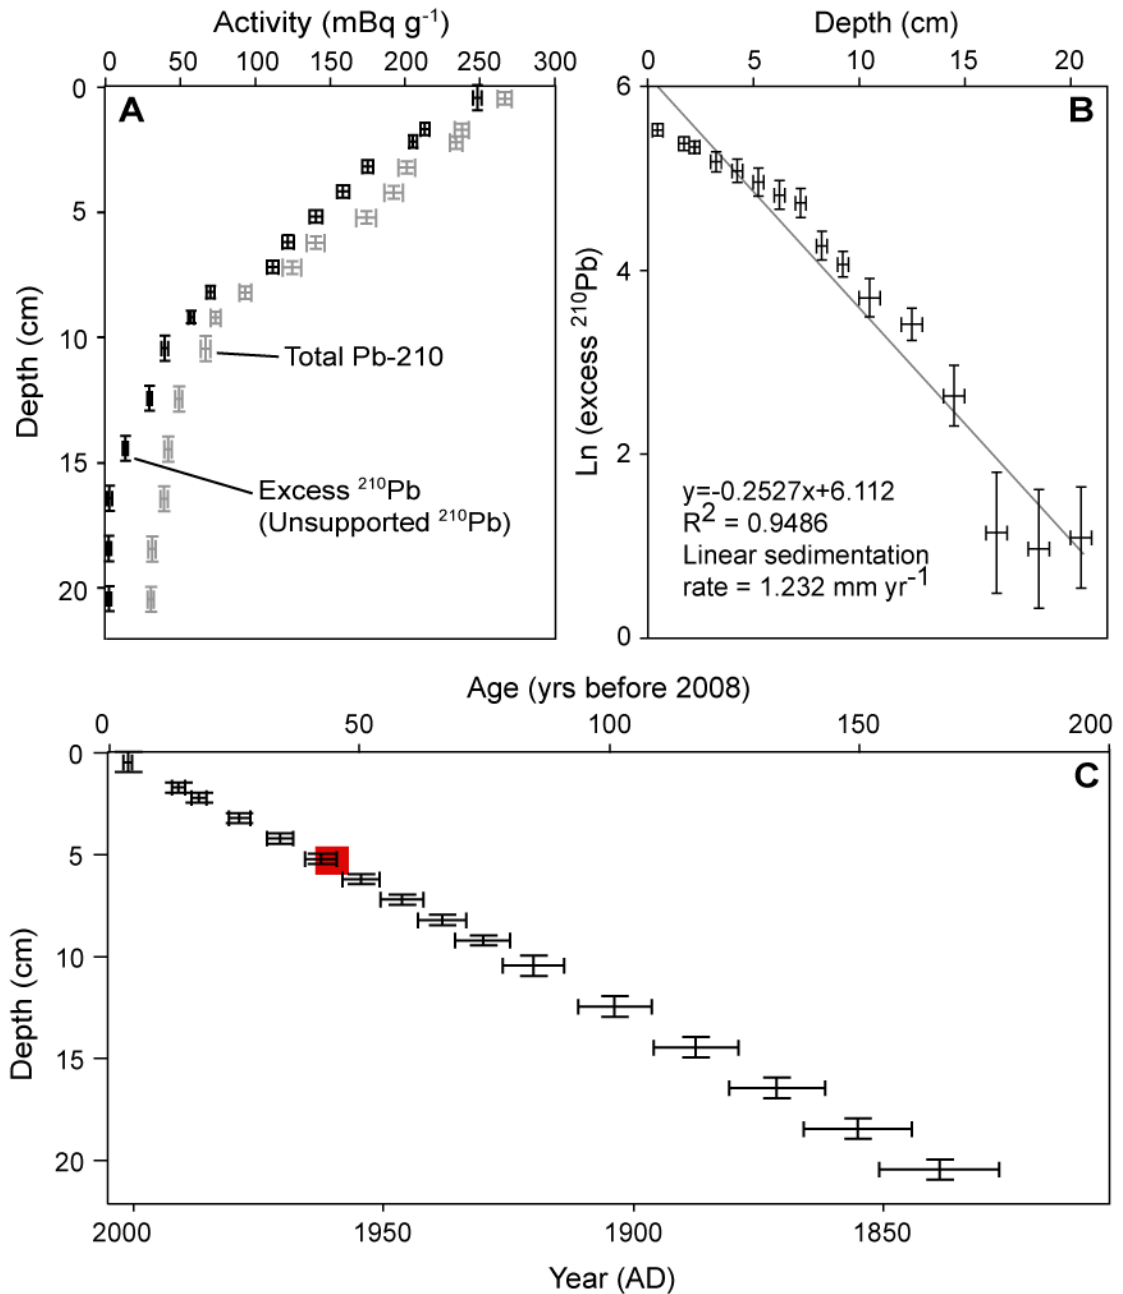 Activity (mBq g⁻¹)
0 50 100 150 200 250 300
A
0
5
10
15
20
Depth (cm)
Total Pb-210
Excess ²¹⁰Pb
(Unsupported ²¹⁰Pb)
Depth (cm)
0 5 10 15 20
B
6
4
2
0
Ln (excess ²¹⁰Pb)
y=-0.2527x+6.112
R² = 0.9486
Linear sedimentation
rate = 1.232 mm yr⁻¹
Age (yrs before 2008)
0 50 100 150 200
C
0
5
10
15
20
Depth (cm)
2000 1950 1900 1850
Year (AD)